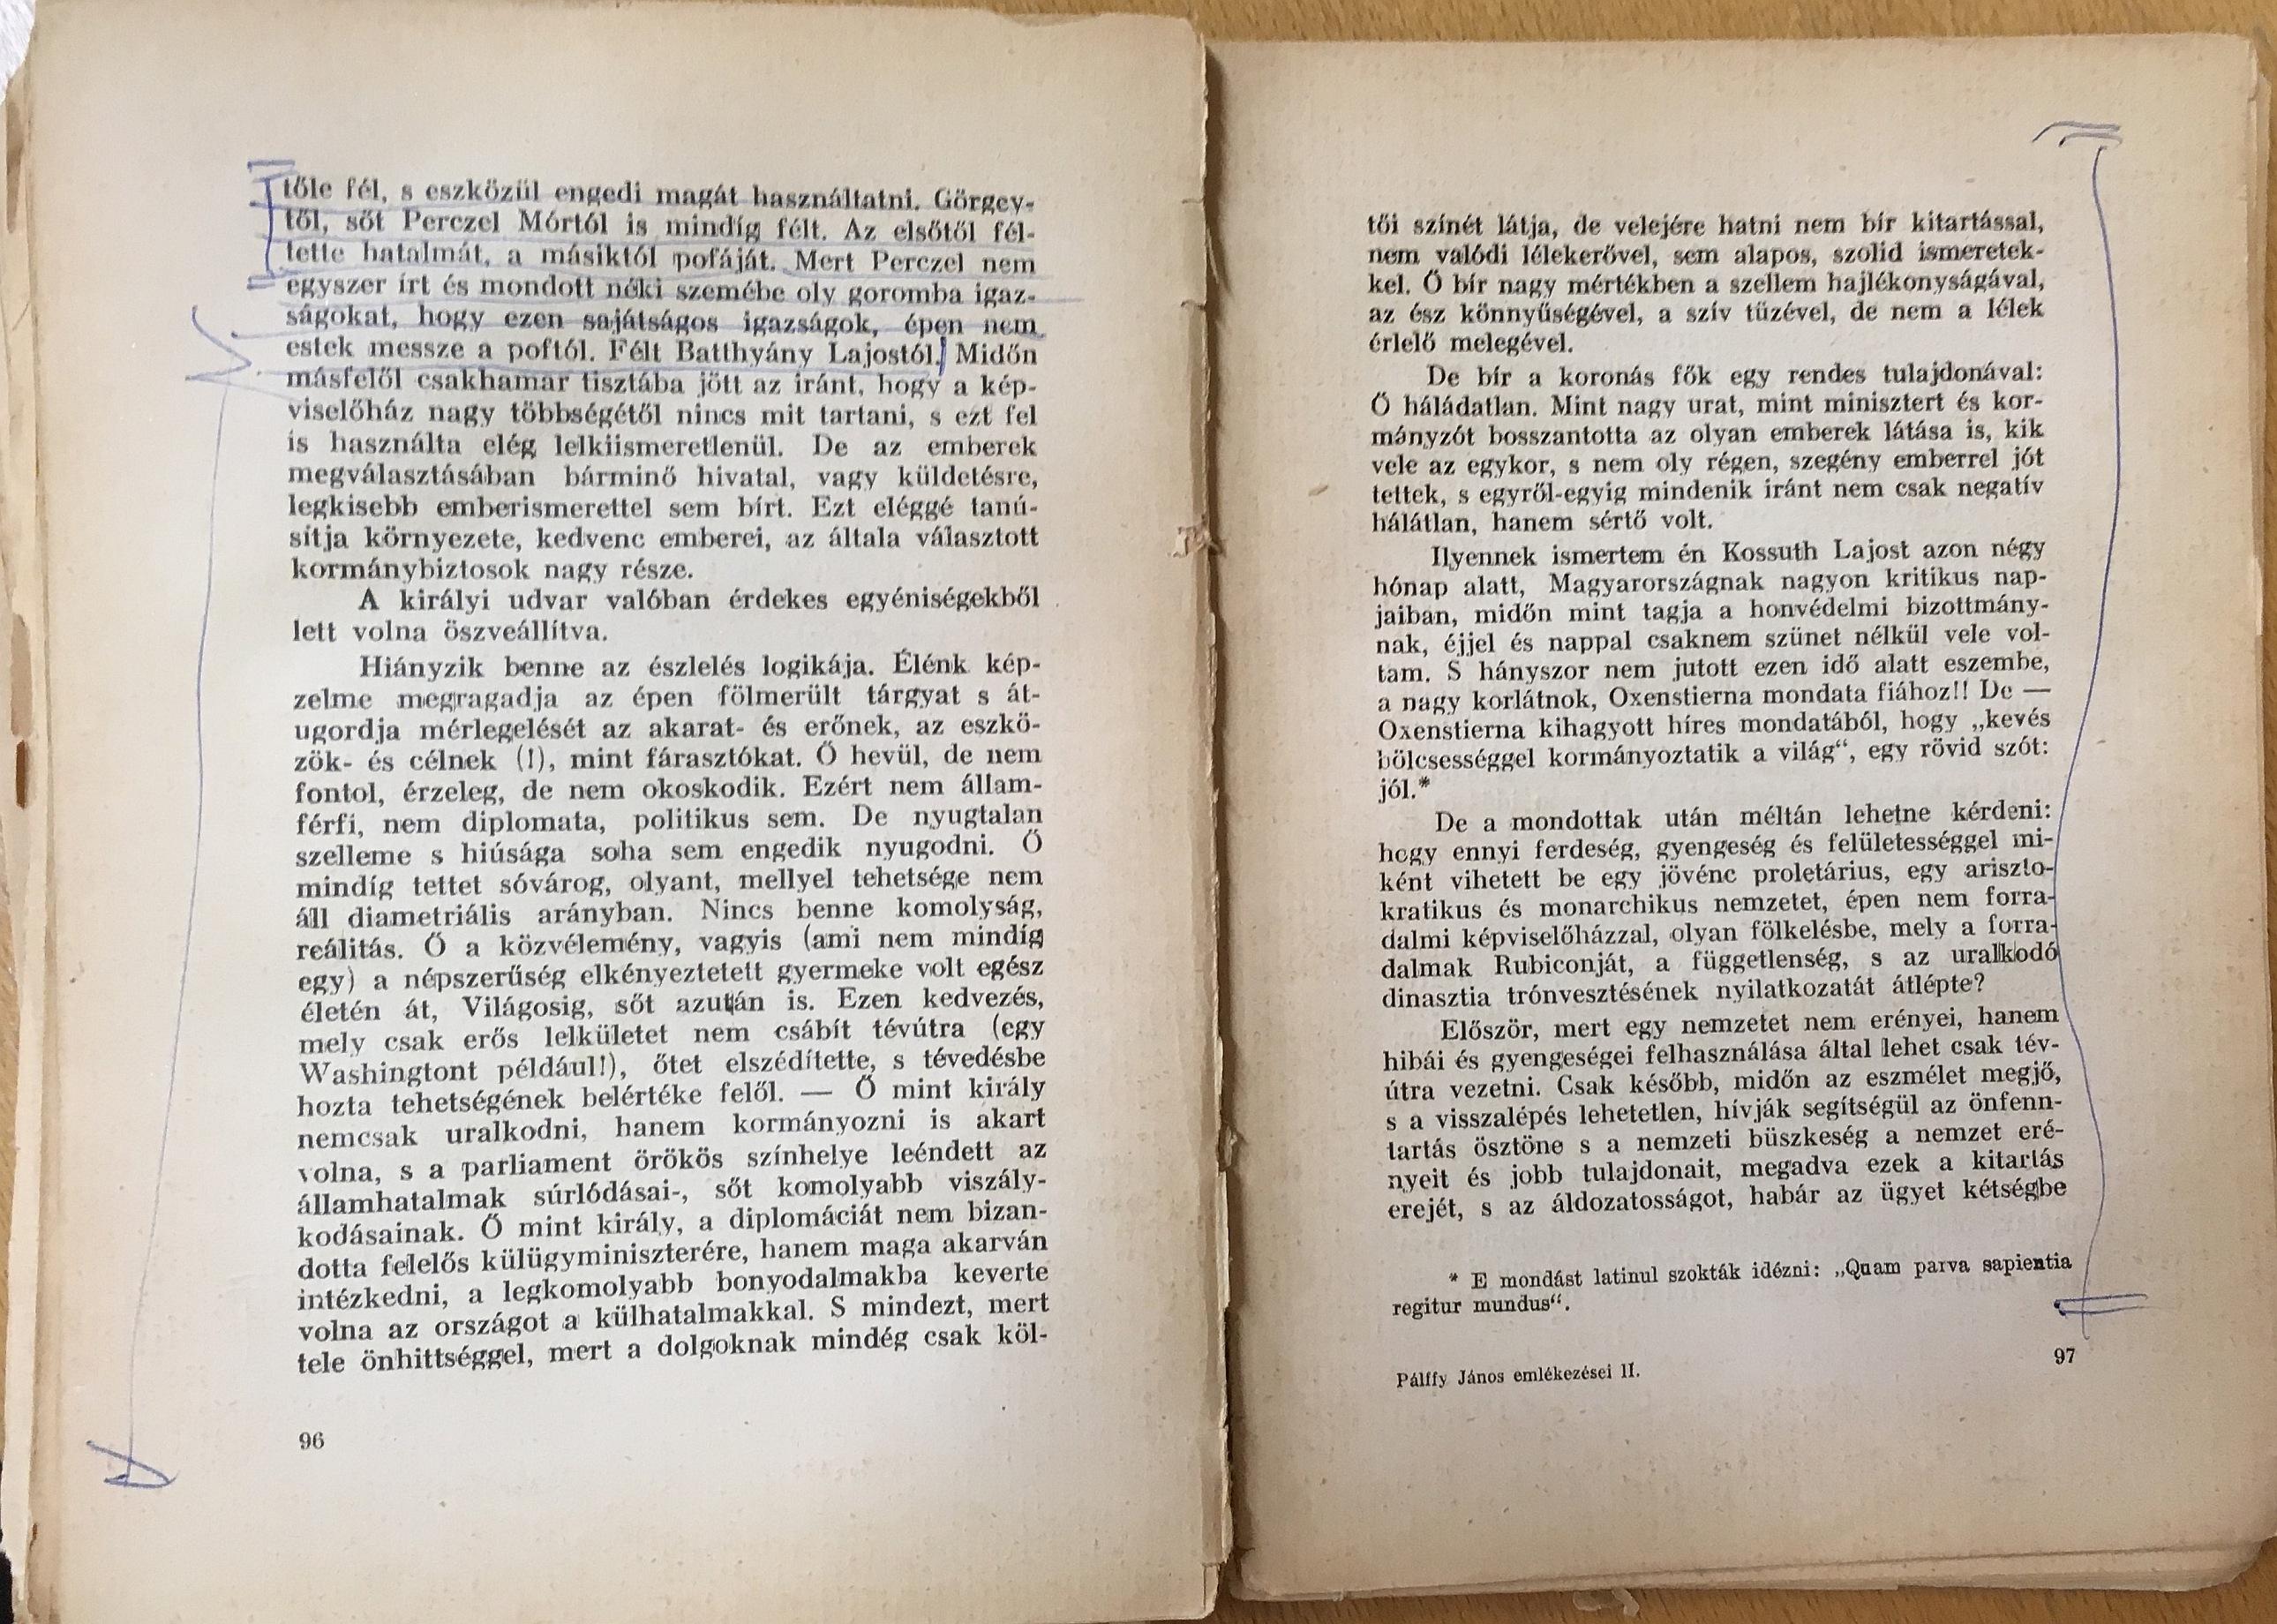 tőle fél, s eszközül engedi magát használtatni. Görgey-
től, sőt Perczel Mórtól is mindíg félt. Az elsőtől fél-
tette hatalmát, a másiktól pofáját. Mert Perczel nem
egyszer írt és mondott néki szemébe oly goromba igaz-
ságokat, hogy ezen sajátságos igazságok, épen nem
estek messze a poftól. Félt Batthyány Lajostól. Midőn
másfelől csakhamar tisztába jött az iránt, hogy a kép-
viselőház nagy többségétől nincs mit tartani, s ezt fel
is használta elég lelkiismeretlenül. De az emberek
megválasztásában bárminő hivatal, vagy küldetésre,
legkisebb emberismerettel sem bírt. Ezt eléggé tanú-
sítja környezete, kedvenc emberei, az általa választott
kormánybiztosok nagy része.
A királyi udvar valóban érdekes egyéniségekből
lett volna öszveállítva.
Hiányzik benne az észlelés logikája. Élénk kép-
zelme megragadja az épen fölmerült tárgyat s át-
ugordja mérlegelését az akarat- és erőnek, az eszkö-
zök- és célnek (!), mint fárasztókat. Ő hevül, de nem
fontol, érzeleg, de nem okoskodik. Ezért nem állam-
férfi, nem diplomata, politikus sem. De nyugtalan
szelleme s hiúsága soha sem engedik nyugodni. Ő
mindíg tettet sóvárog, olyant, mellyel tehetsége nem
áll diametriális arányban. Nincs benne komolyság,
reálitás. Ő a közvélemény, vagyis (ami nem mindíg
egy) a népszerűség elkényeztetett gyermeke volt egész
életén át, Világosig, sőt azután is. Ezen kedvezés,
mely csak erős lelkületet nem csábít tévútra (egy
Washingtont például!), őtet elszédítette, s tévedésbe
hozta tehetségének belértéke felől. — Ő mint király
nemcsak uralkodni, hanem kormányozni is akart
volna, s a parliament örökös színhelye leéndett az
államhatalmak súrlódásai-, sőt komolyabb viszály-
kodásainak. Ő mint király, a diplomáciát nem bizan-
dotta felelős külügyminiszterére, hanem maga akarván
intézkedni, a legkomolyabb bonyodalmakba keverte
volna az országot a külhatalmakkal. S mindezt, mert
tele önhittséggel, mert a dolgoknak mindég csak köl-
96
tői színét látja, de velejére hatni nem bír kitartással,
nem valódi lélekerővel, sem alapos, szolid ismeretek-
kel. Ő bír nagy mértékben a szellem hajlékonyságával,
az ész könnyűségével, a szív tüzével, de nem a lélek
érlelő melegével.
De bír a koronás fők egy rendes tulajdonával:
Ő háládatlan. Mint nagy urat, mint minisztert és kor-
mányzót bosszantotta az olyan emberek látása is, kik
vele az egykor, s nem oly régen, szegény emberrel jót
tettek, s egyről-egyig mindenik iránt nem csak negatív
hálátlan, hanem sértő volt.
Ilyennek ismertem én Kossuth Lajost azon négy
hónap alatt, Magyarországnak nagyon kritikus nap-
jaiban, midőn mint tagja a honvédelmi bizottmány-
nak, éjjel és nappal csaknem szünet nélkül vele vol-
tam. S hányszor nem jutott ezen idő alatt eszembe,
a nagy korlátnok, Oxenstierna mondata fiához!! De —
Oxenstierna kihagyott híres mondatából, hogy „kevés
bölcsességgel kormányoztatik a világ“, egy rövid szót:
jól.*
De a mondottak után méltán lehetne kérdeni:
hogy ennyi ferdeség, gyengeség és felületességgel mi-
ként vihetett be egy jövénc proletárius, egy ariszto-
kratikus és monarchikus nemzetet, épen nem forra-
dalmi képviselőházzal, olyan fölkelésbe, mely a forra-
dalmak Rubiconját, a függetlenség, s az uralkodó
dinasztia trónvesztésének nyilatkozatát átlépte?
Először, mert egy nemzetet nem erényei, hanem
hibái és gyengeségei felhasználása által lehet csak tév-
útra vezetni. Csak később, midőn az eszmélet megjő,
s a visszalépés lehetetlen, hívják segítségül az önfenn-
tartás ösztöne s a nemzeti büszkeség a nemzet eré-
nyeit és jobb tulajdonait, megadva ezek a kitartás
erejét, s az áldozatosságot, habár az ügyet kétségbe
* E mondást latinul szokták idézni: „Quam parva sapientia
regitur mundus“.
97
Pálffy János emlékezései II.